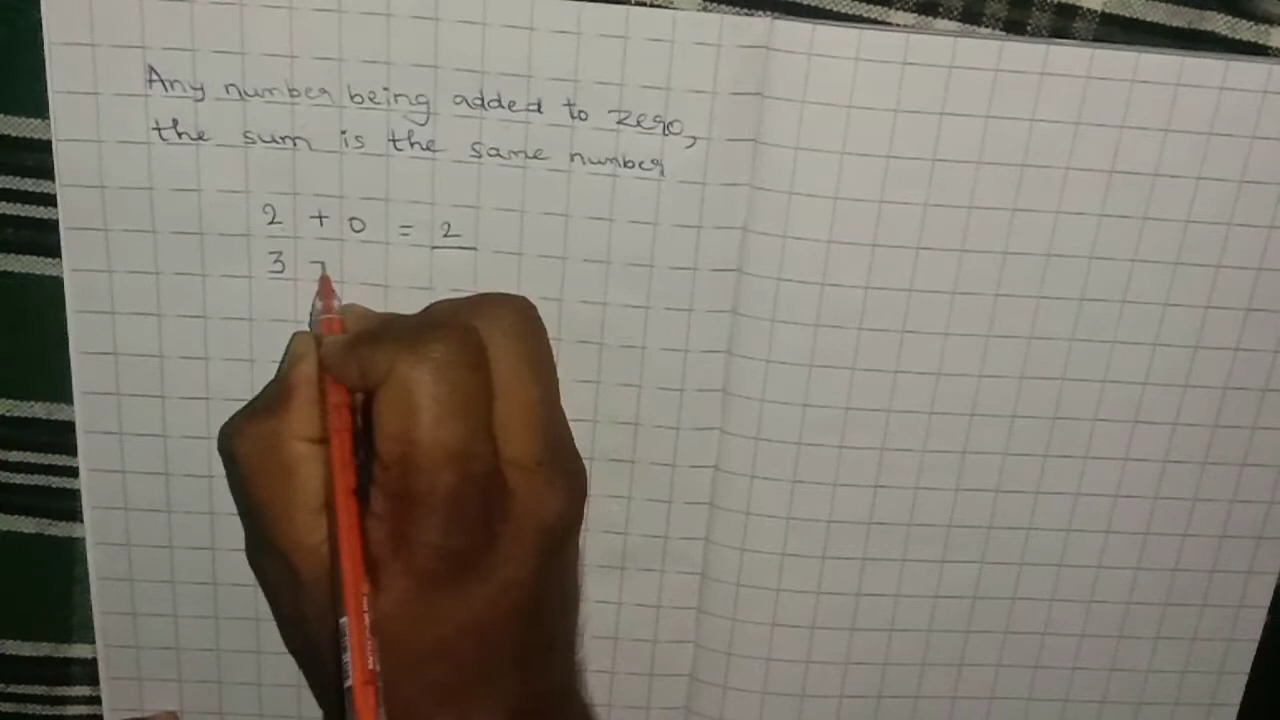 Any number being added to zero,
the sum is the same number
2 + 0 = 2
3